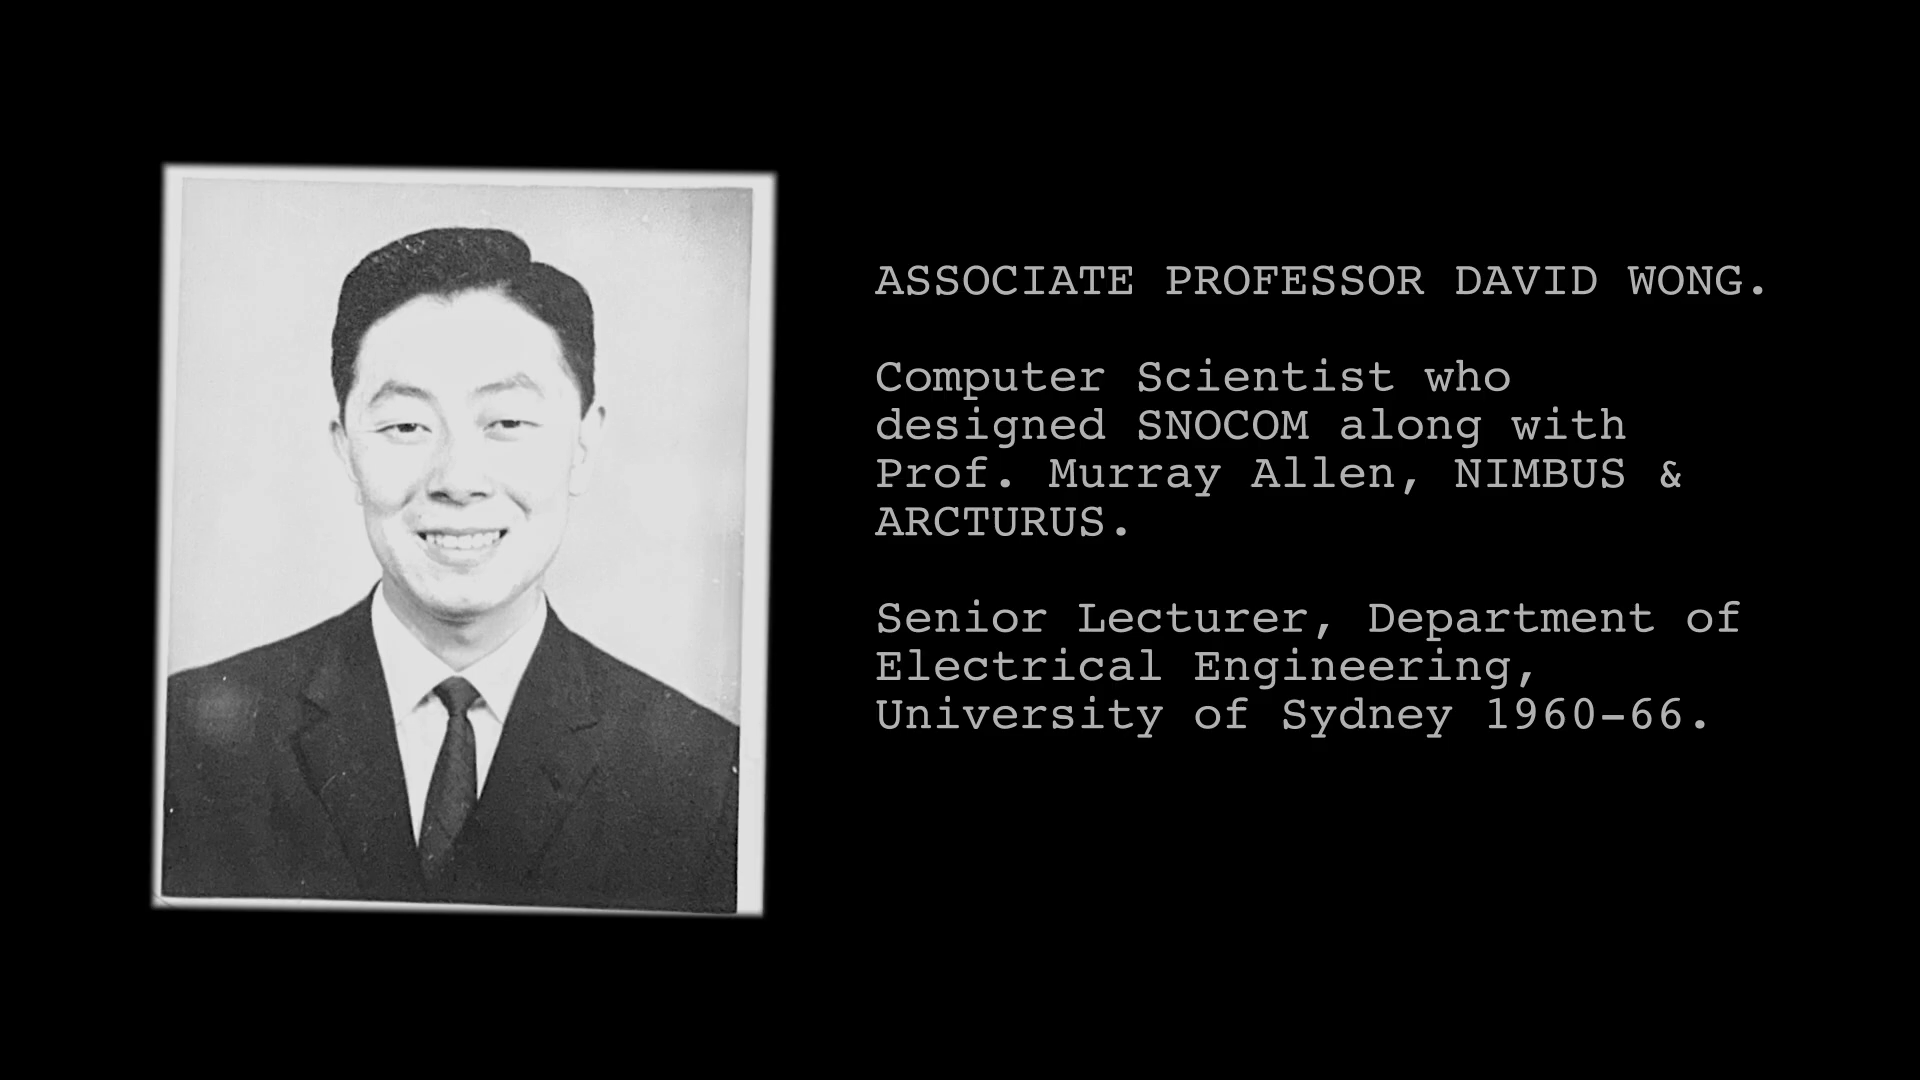 ASSOCIATE PROFESSOR DAVID WONG.
Computer Scientist who
designed SNOCOM along with
Prof. Murray Allen, NIMBUS &
ARCTURUS.
Senior Lecturer, Department of
Electrical Engineering,
University of Sydney 1960-66.